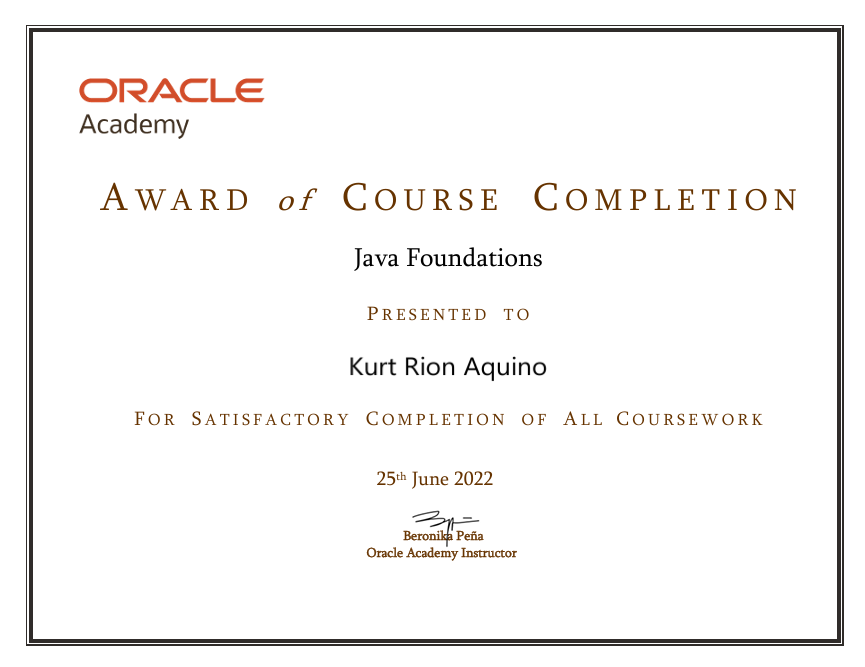 ORACLE
Academy
AWARD of COURSE COMPLETION
Java Foundations
PRESENTED TO
Kurt Rion Aquino
FOR SATISFACTORY COMPLETION OF ALL COURSEWORK
25th June 2022
Beronika Peña
Oracle Academy Instructor